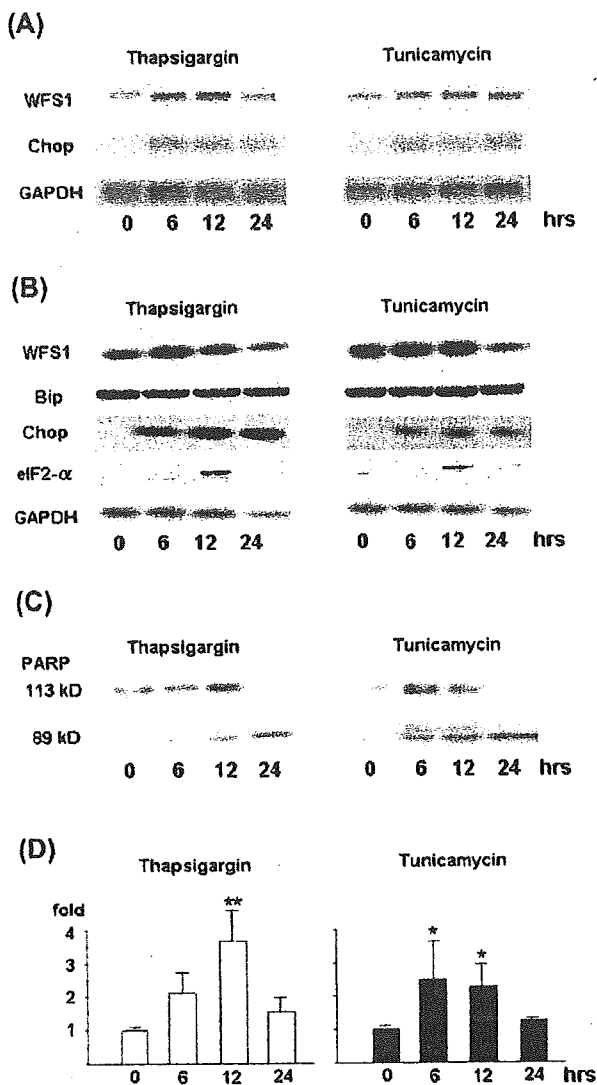 (A)
Thapsigargin Tunicamycin
WFS1
Chop
GAPDH
0 6 12 24 0 6 12 24 hrs
(B)
Thapsigargin Tunicamycin
WFS1
Bip
Chop
eIF2-α
GAPDH
0 6 12 24 0 6 12 24 hrs
(C)
Thapsigargin Tunicamycin
PARP
113 kD
89 kD
0 6 12 24 0 6 12 24 hrs
(D)
Thapsigargin Tunicamycin
fold
** * *
4
3
2
1
0 6 12 24 0 6 12 24 hrs